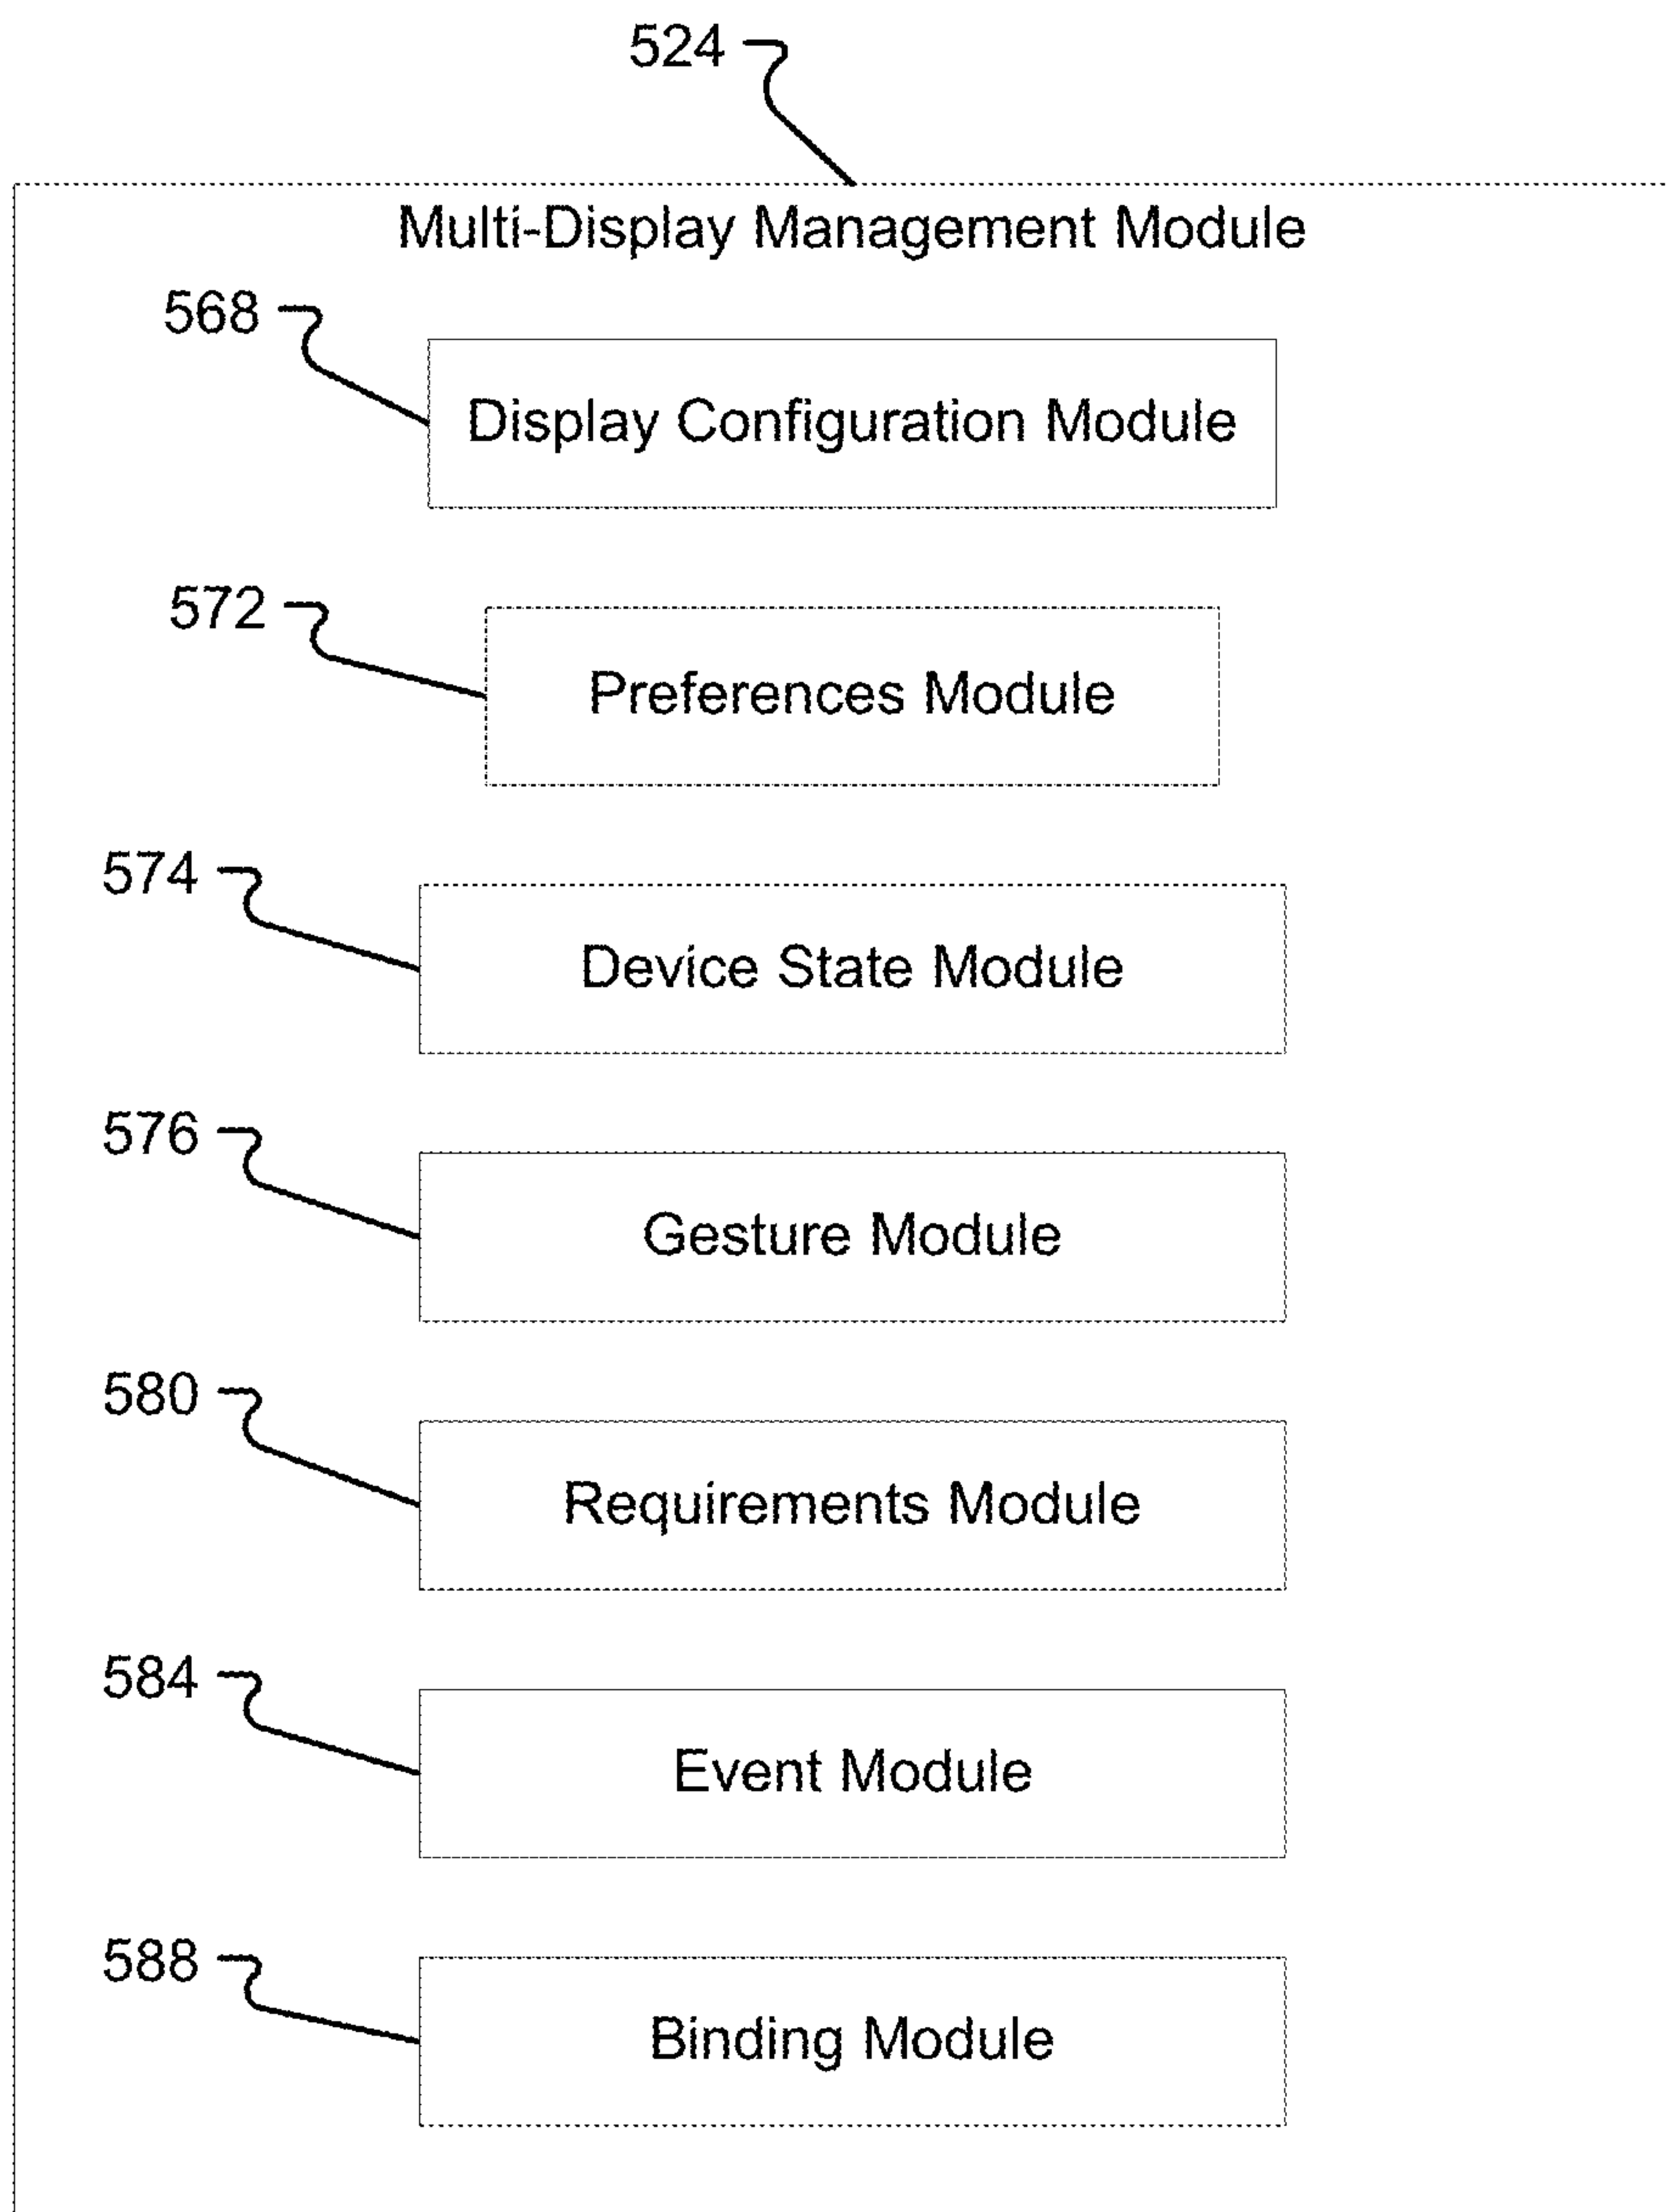 524
Multi-Display Management Module
568
Display Configuration Module
572
Preferences Module
574
Device State Module
576
Gesture Module
580
Requirements Module
584
Event Module
588
Binding Module